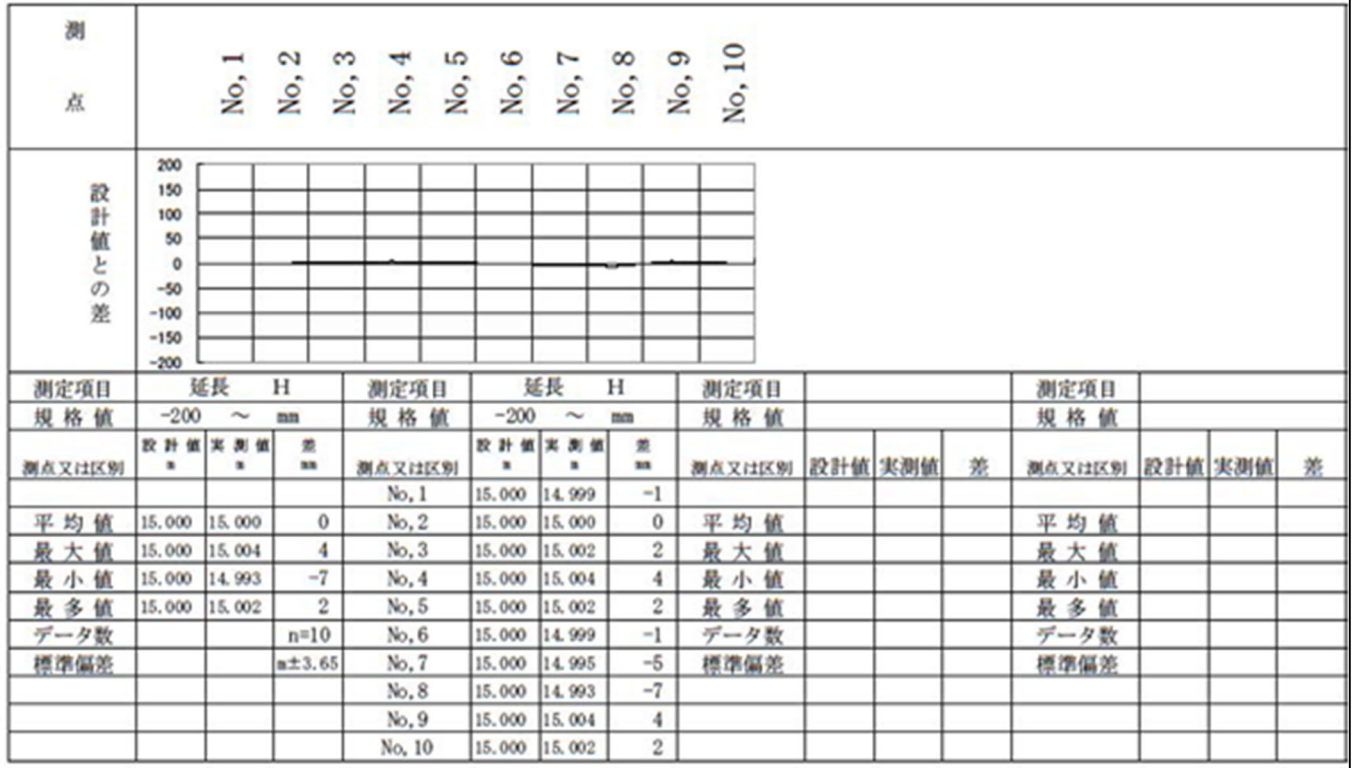 測点 No,1 No,2 No,3 No,4 No,5 No,6 No,7 No,8 No,9 No,10
設計値との差
200
150
100
50
0
-50
-100
-150
-200
測定項目 延長 H 測定項目 延長 H 測定項目 測定項目
規格値 -200 ～ mm 規格値 -200 ～ mm 規格値 規格値
測点又は区別 設計値 m 実測値 m 差 mm 測点又は区別 設計値 m 実測値 m 差 mm 測点又は区別 設計値 実測値 差 測点又は区別 設計値 実測値 差
No,1 15.000 14.999 -1
平均値 15.000 15.000 0 No,2 15.000 15.000 0 平均値 平均値
最大値 15.000 15.004 4 No,3 15.000 15.002 2 最大値 最大値
最小値 15.000 14.993 -7 No,4 15.000 15.004 4 最小値 最小値
最多値 15.000 15.002 2 No,5 15.000 15.002 2 最多値 最多値
データ数 n=10 No,6 15.000 14.999 -1 データ数 データ数
標準偏差 m±3.65 No,7 15.000 14.995 -5 標準偏差 標準偏差
No,8 15.000 14.993 -7
No,9 15.000 15.004 4
No,10 15.000 15.002 2